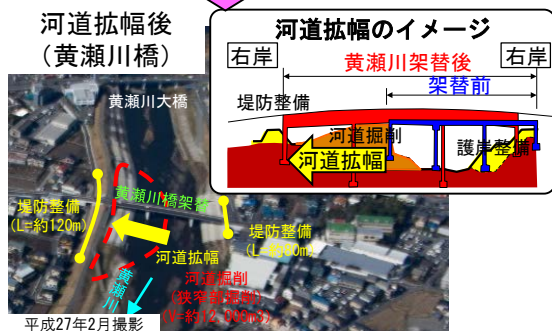 河道拡幅後
（黄瀬川橋）
河道拡幅のイメージ
右岸
右岸
黄瀬川架替後
架替前
堤防整備
河道掘削
護岸整備
河道拡幅
黄瀬川大橋
黄瀬川橋架替
堤防整備
(L=約120m)
堤防整備
(L=約80m)
河道拡幅
河道掘削
(狭窄部掘削)
(V=約12,000m3)
黄瀬川
平成27年2月撮影